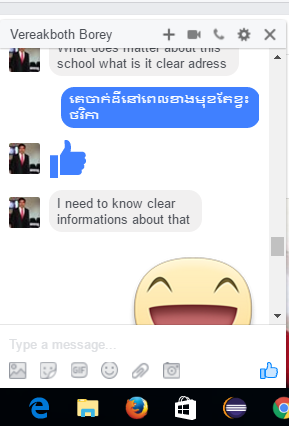 Vereakboth Borey
What does matter about this
school what is it clear adress
គេចាក់ដីនៅពេលខាងមុខតែខ្វះ
ថវិកា
I need to know clear
informations about that
Type a message...
GIF